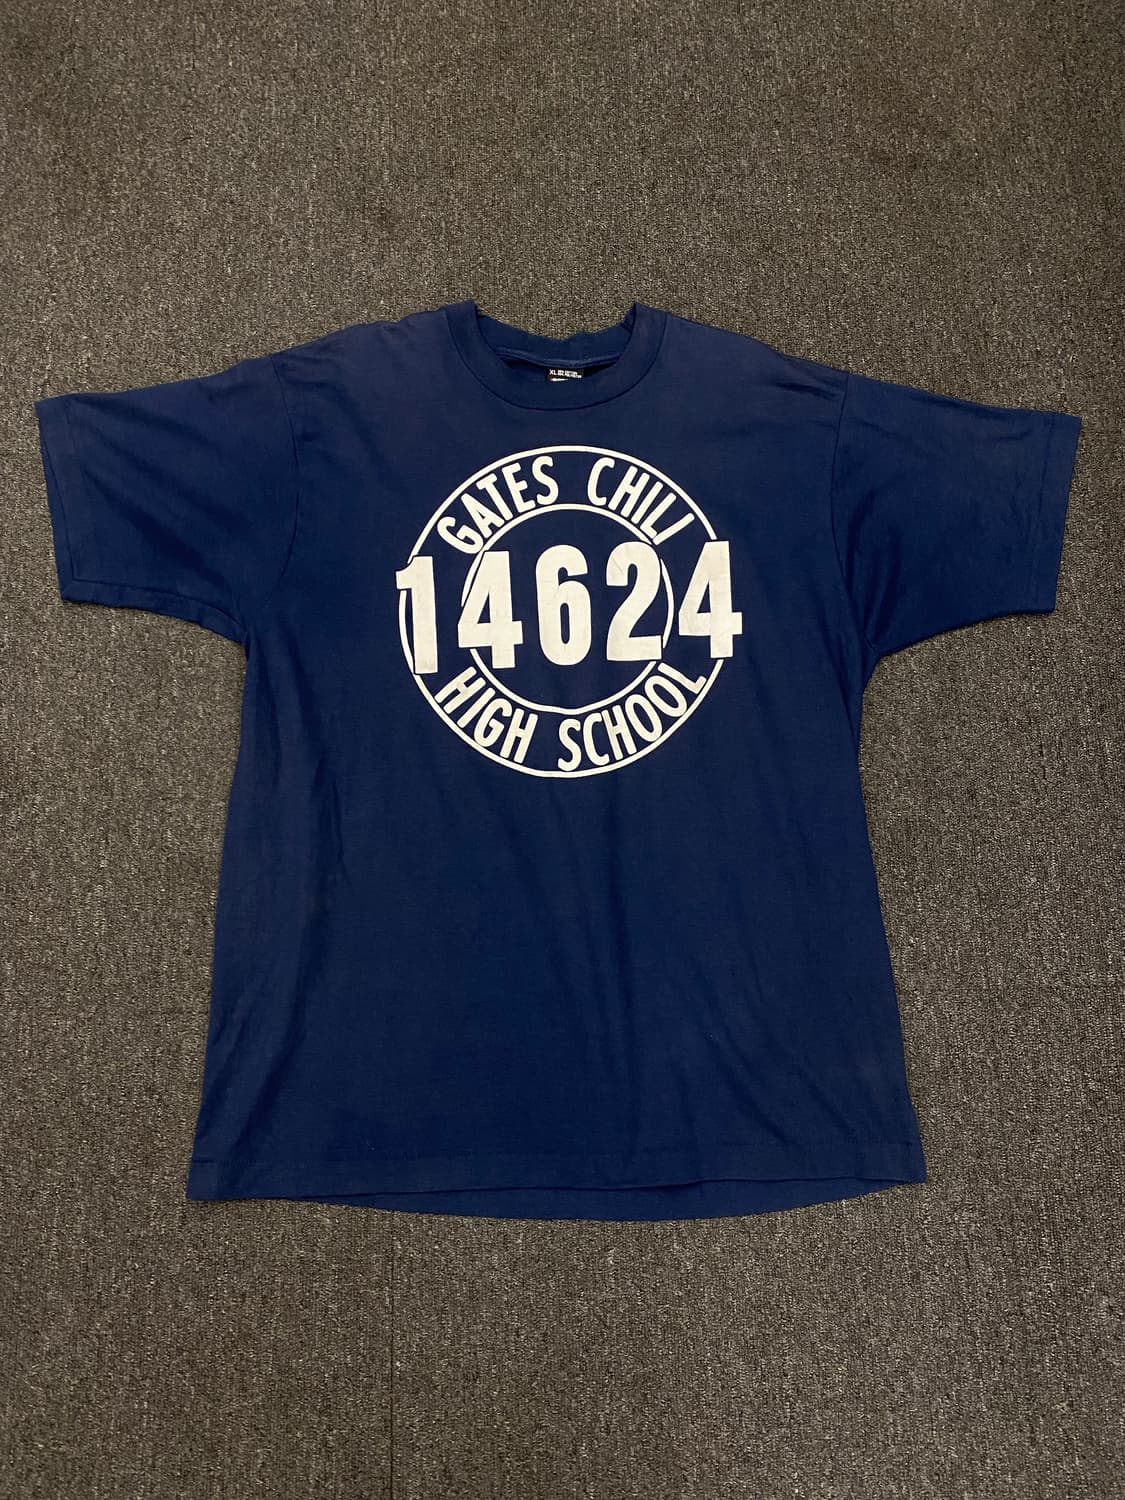 GATES CHILI
14624
HIGH SCHOOL
XL